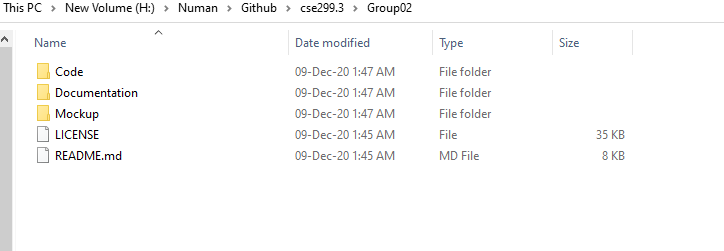 This PC > New Volume (H:) > Numan > Github > cse299.3 > Group02
Name Date modified Type Size
Code 09-Dec-20 1:47 AM File folder
Documentation 09-Dec-20 1:47 AM File folder
Mockup 09-Dec-20 1:47 AM File folder
LICENSE 09-Dec-20 1:45 AM File 35 KB
README.md 09-Dec-20 1:45 AM MD File 8 KB